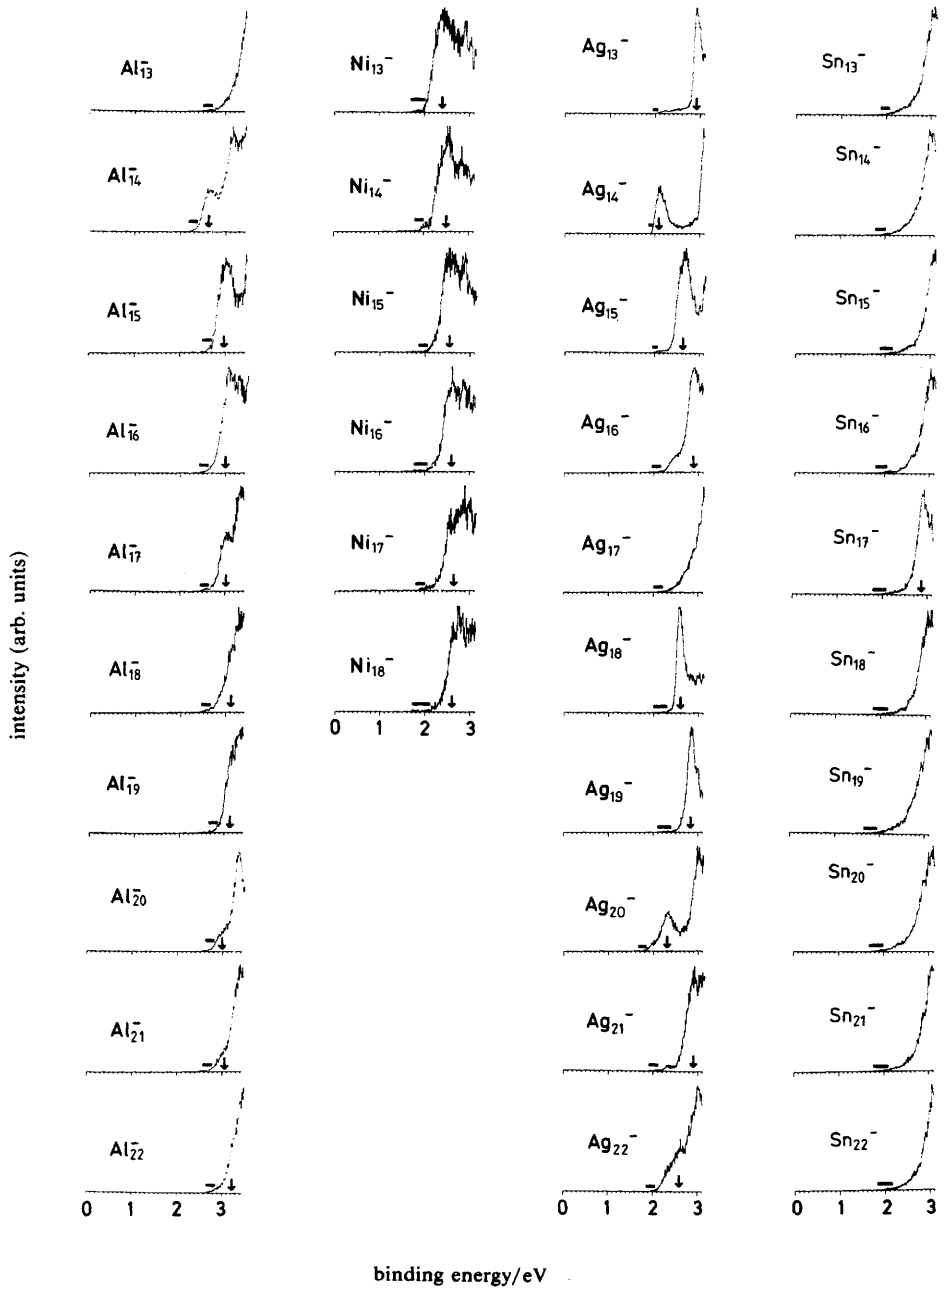 Al₁₃⁻ Ni₁₃⁻ Ag₁₃⁻ Sn₁₃⁻
Al₁₄⁻ Ni₁₄⁻ Ag₁₄⁻ Sn₁₄⁻
Al₁₅⁻ Ni₁₅⁻ Ag₁₅⁻ Sn₁₅⁻
Al₁₆⁻ Ni₁₆⁻ Ag₁₆⁻ Sn₁₆⁻
Al₁₇⁻ Ni₁₇⁻ Ag₁₇⁻ Sn₁₇⁻
Al₁₈⁻ Ni₁₈⁻ Ag₁₈⁻ Sn₁₈⁻
0 1 2 3
Al₁₉⁻ Ag₁₉⁻ Sn₁₉⁻
Al₂₀⁻ Ag₂₀⁻ Sn₂₀⁻
Al₂₁⁻ Ag₂₁⁻ Sn₂₁⁻
Al₂₂⁻ Ag₂₂⁻ Sn₂₂⁻
0 1 2 3 0 1 2 3 0 1 2 3
intensity (arb. units)
binding energy/eV